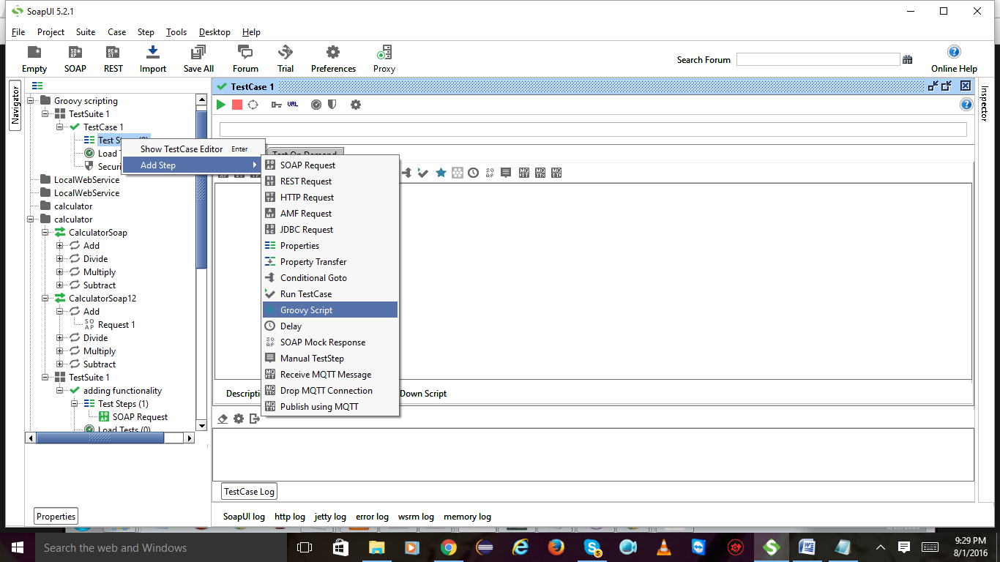 SoapUI 5.2.1
File Project Suite Case Step Tools Desktop Help
Empty SOAP REST Import Save All Forum Trial Preferences Proxy Search Forum Online Help
Navigator
Groovy scripting
TestSuite 1
TestCase 1
Load
Securi
LocalWebService
LocalWebService
calculator
calculator
CalculatorSoap
Add
Divide
Multiply
Subtract
CalculatorSoap12
Add
Request 1
Divide
Multiply
Subtract
TestSuite 1
adding functionality
Test Steps (1)
SOAP Request
Load Tests (0)
Properties
Show TestCase Editor Enter
Add Step
SOAP Request
REST Request
HTTP Request
AMF Request
JDBC Request
Properties
Property Transfer
Conditional Goto
Run TestCase
Groovy Script
Delay
SOAP Mock Response
Manual TestStep
Receive MQTT Message
Drop MQTT Connection
Publish using MQTT
TestCase 1
URL
Test On Demand
Descripti
Down Script
TestCase Log
SoapUI log http log jetty log error log wsrm log memory log
Inspector
Search the web and Windows
5
9:29 PM
8/1/2016